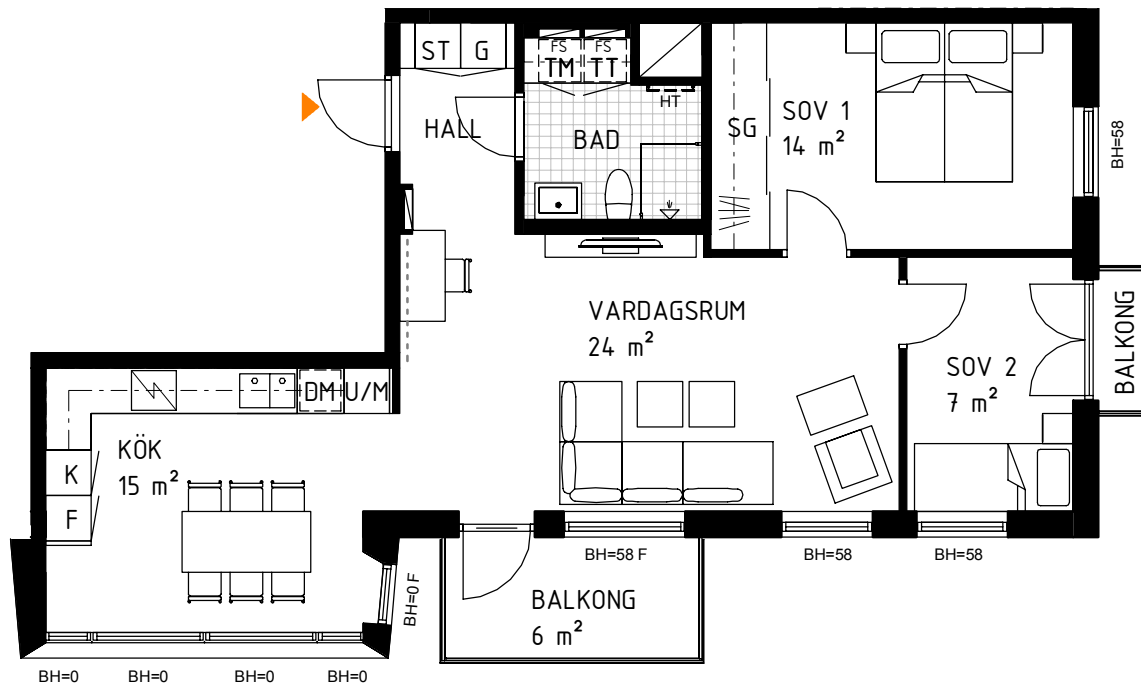 ST G
FS FS
TM TT
HT
HALL
BAD
SG
SOV 1
14 m²
BH=58
VARDAGSRUM
24 m²
SOV 2
7 m²
BALKONG
DM U/M
KÖK
15 m²
K
F
BH=58 F
BH=58
BH=58
BH=0 F
BALKONG
6 m²
BH=0
BH=0
BH=0
BH=0